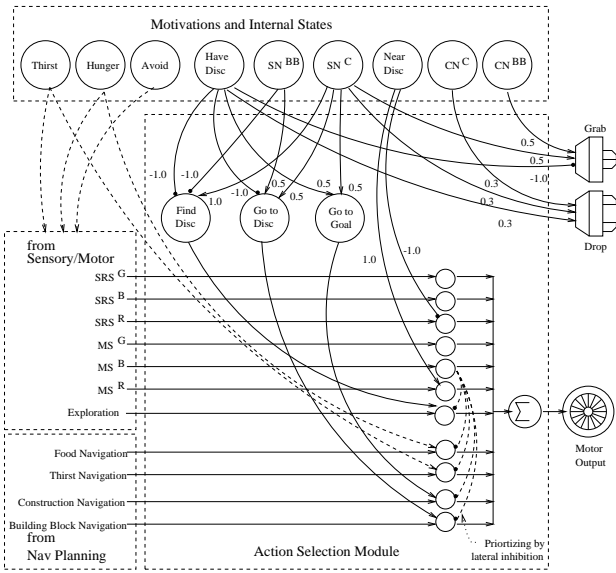 Motivations and Internal States
Thirst
Hunger
Avoid
Have
Disc
SN BB
SN C
Near
Disc
CN C
CN BB
Grab
0.5
0.5
-1.0
-1.0
-1.0
1.0
-1.0
0.5
0.5
0.5
0.5
0.3
0.3
0.3
Drop
Find
Disc
Go to
Disc
Go to
Goal
1.0
-1.0
from
Sensory/Motor
SRS G
SRS B
SRS R
MS G
MS B
MS R
Exploration
Food Navigation
Thirst Navigation
Construction Navigation
Building Block Navigation
from
Nav Planning
Σ
Motor
Output
Priortizing by
lateral inhibition
Action Selection Module